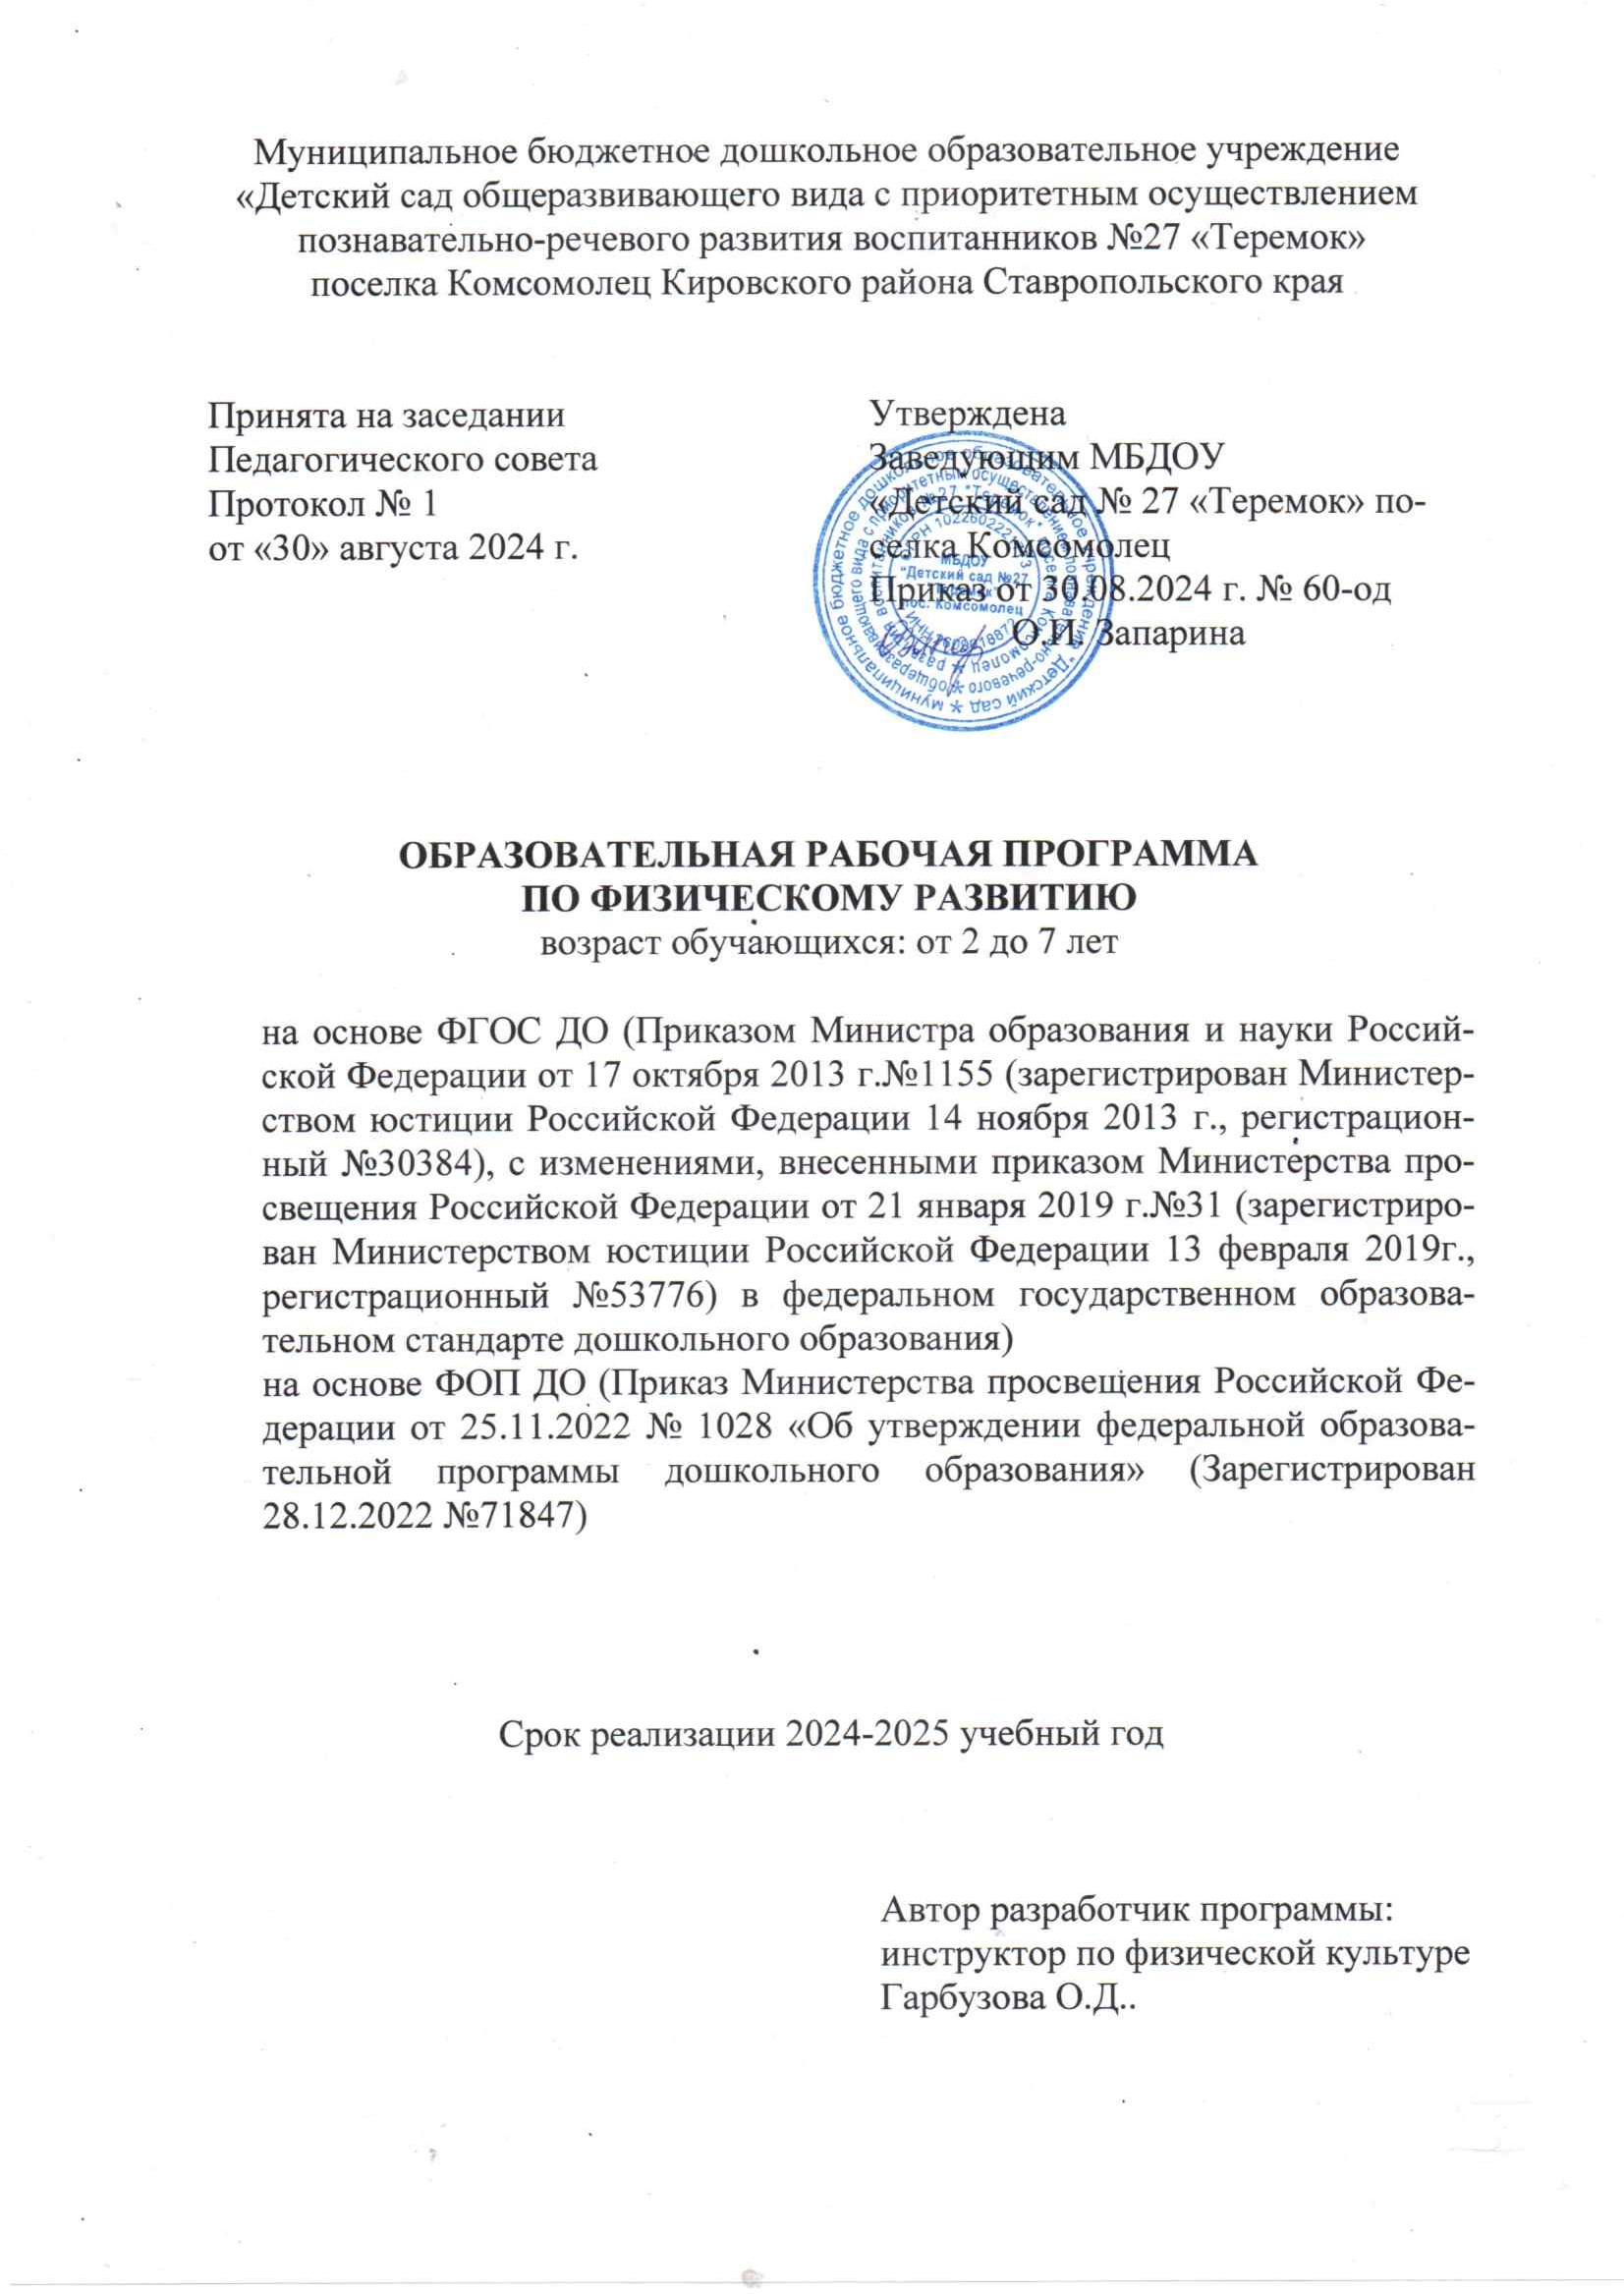 Муниципальное бюджетное дошкольное образовательное учреждение
«Детский сад общеразвивающего вида с приоритетным осуществлением
познавательно-речевого развития воспитанников №27 «Теремок»
поселка Комсомолец Кировского района Ставропольского края
Принята на заседании
Педагогического совета
Протокол № 1
от «30» августа 2024 г.
Утверждена
Заведующим МБДОУ
«Детский сад № 27 «Теремок» по-
селка Комсомолец
Приказ от 30.08.2024 г. № 60-од
О.И. Запарина
МБДОУ
"Детский сад №27
"Теремок"
пос. Комсомолец
ОБРАЗОВАТЕЛЬНАЯ РАБОЧАЯ ПРОГРАММА
ПО ФИЗИЧЕСКОМУ РАЗВИТИЮ
возраст обучающихся: от 2 до 7 лет
на основе ФГОС ДО (Приказом Министра образования и науки Россий-
ской Федерации от 17 октября 2013 г.№1155 (зарегистрирован Министер-
ством юстиции Российской Федерации 14 ноября 2013 г., регистрацион-
ный №30384), с изменениями, внесенными приказом Министерства про-
свещения Российской Федерации от 21 января 2019 г.№31 (зарегистриро-
ван Министерством юстиции Российской Федерации 13 февраля 2019г.,
регистрационный №53776) в федеральном государственном образова-
тельном стандарте дошкольного образования)
на основе ФОП ДО (Приказ Министерства просвещения Российской Фе-
дерации от 25.11.2022 № 1028 «Об утверждении федеральной образова-
тельной программы дошкольного образования» (Зарегистрирован
28.12.2022 №71847)
Срок реализации 2024-2025 учебный год
Автор разработчик программы:
инструктор по физической культуре
Гарбузова О.Д..